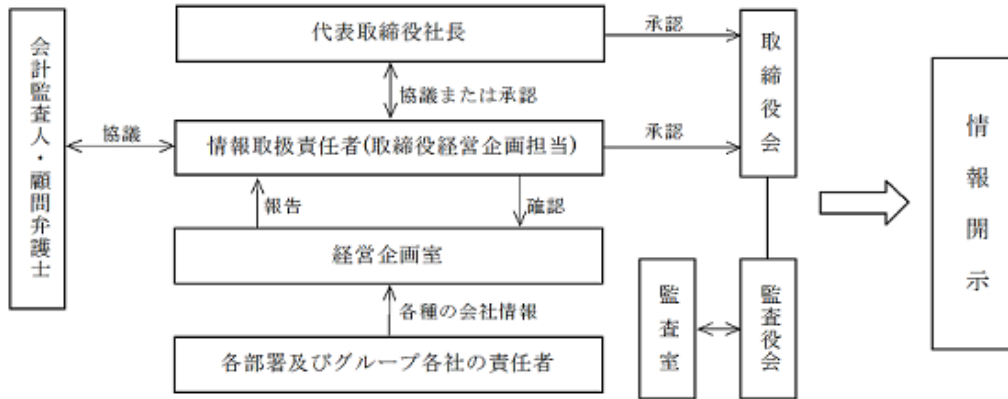 代表取締役社長
承認
取締役会
会計監査人・顧問弁護士
協議または承認
協議
情報取扱責任者(取締役経営企画担当)
承認
情報開示
報告
確認
経営企画室
監査室
監査役会
各種の会社情報
各部署及びグループ各社の責任者